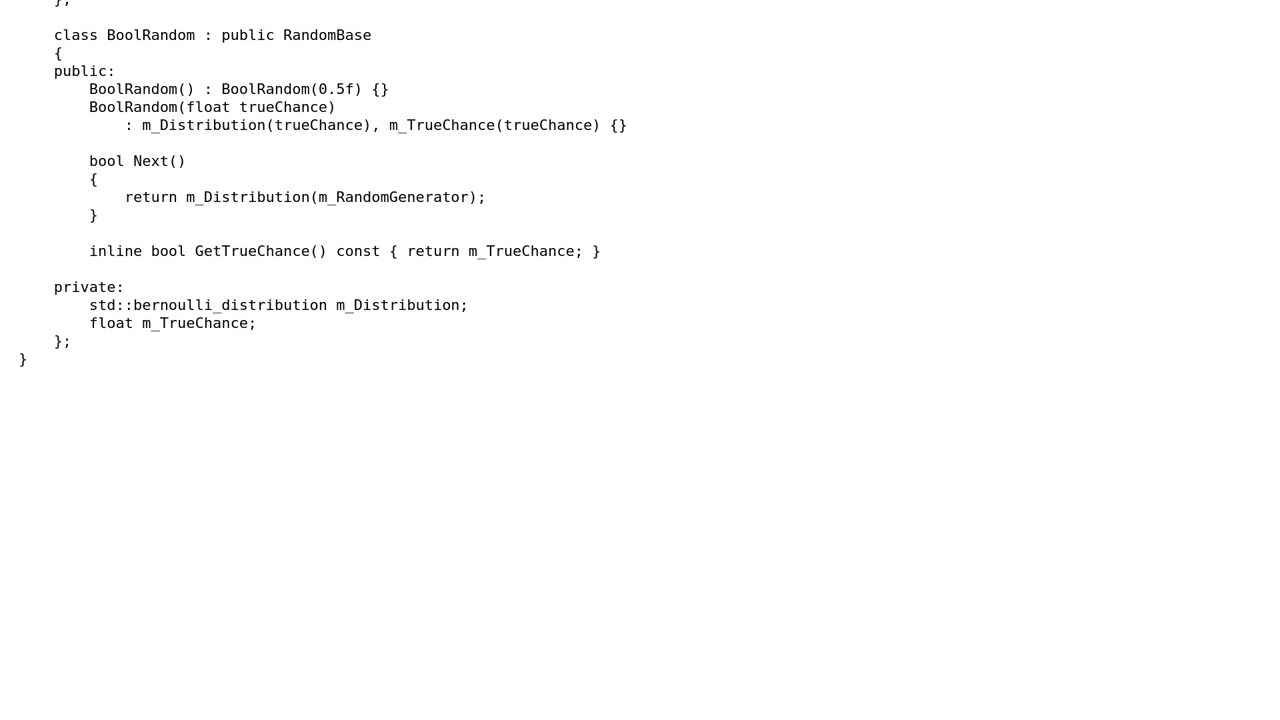 };
class BoolRandom : public RandomBase
{
public:
BoolRandom() : BoolRandom(0.5f) {}
BoolRandom(float trueChance)
: m_Distribution(trueChance), m_TrueChance(trueChance) {}
bool Next()
{
return m_Distribution(m_RandomGenerator);
}
inline bool GetTrueChance() const { return m_TrueChance; }
private:
std::bernoulli_distribution m_Distribution;
float m_TrueChance;
};
}